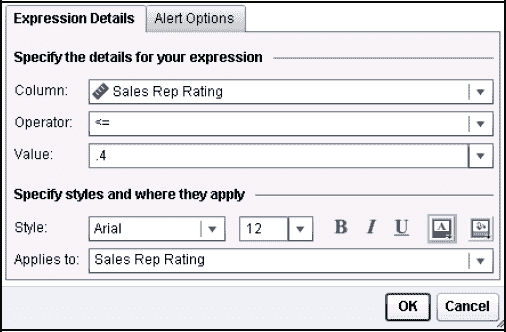 Expression Details Alert Options
Specify the details for your expression
Column: Sales Rep Rating
Operator: <=
Value: .4
Specify styles and where they apply
Style: Arial 12 B I U A
Applies to: Sales Rep Rating
OK Cancel